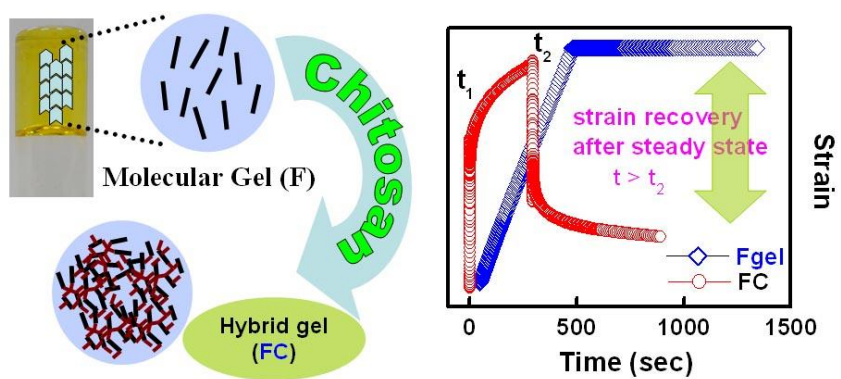 Molecular Gel (F)
Chitosan
Hybrid gel
(FC)
t1
t2
strain recovery
after steady state
t > t2
Fgel
FC
0 500 1000 1500
Time (sec)
Strain